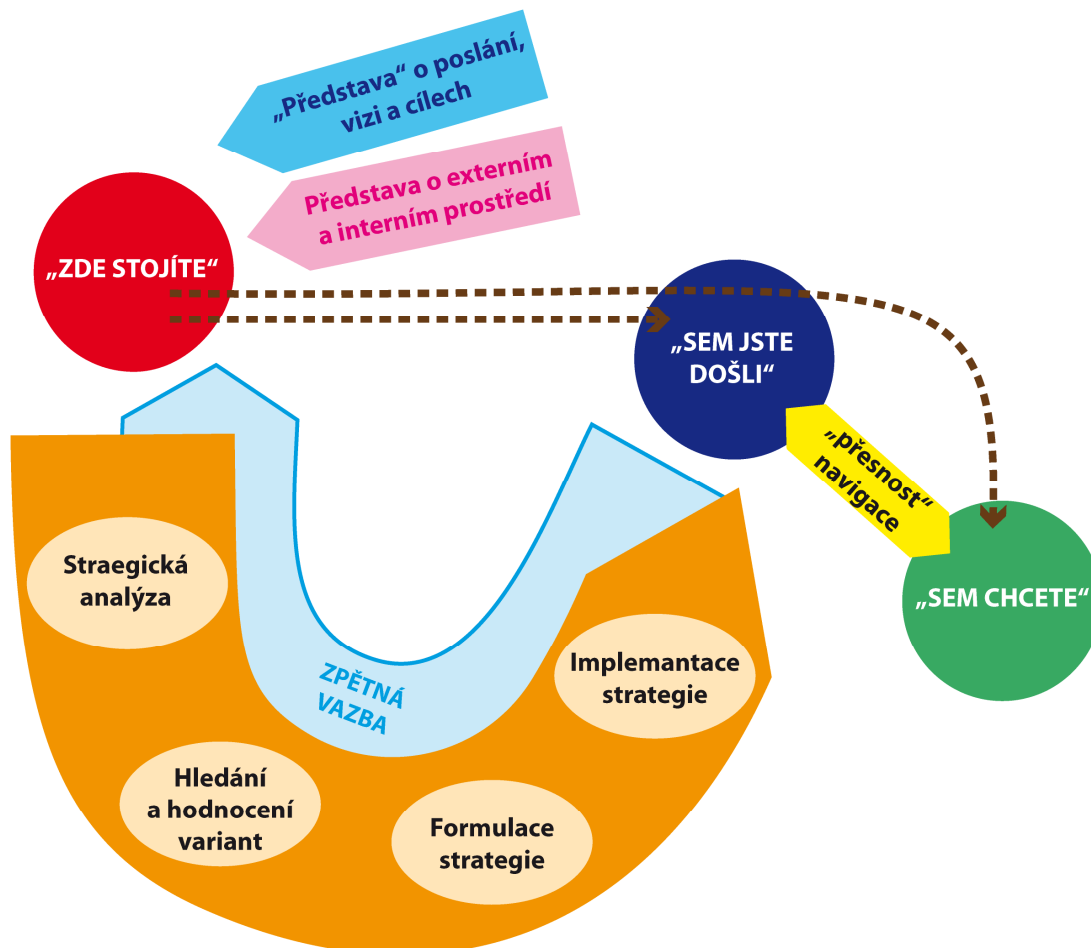 „Představa“ o poslání,
vizi a cílech
Představa o externím
a interním prostředí
„ZDE STOJÍTE“
„SEM JSTE
DOŠLI“
„přesnost“
navigace
„SEM CHCETE“
Straegická
analýza
ZPĚTNÁ
VAZBA
Implemantace
strategie
Hledání
a hodnocení
variant
Formulace
strategie